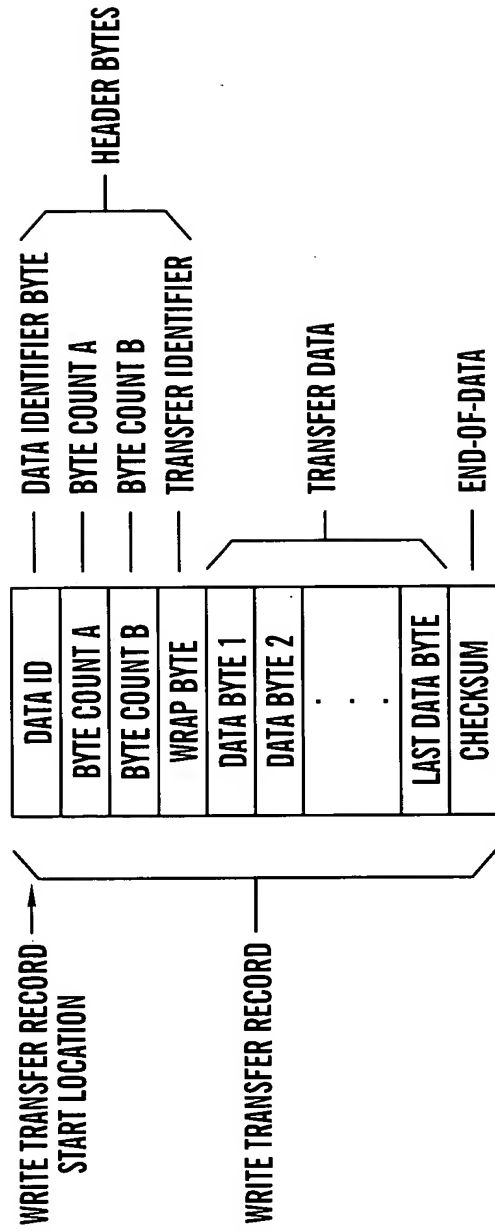 WRITE TRANSFER RECORD
START LOCATION
WRITE TRANSFER RECORD
DATA ID
BYTE COUNT A
BYTE COUNT B
WRAP BYTE
DATA BYTE 1
DATA BYTE 2
.
.
.
LAST DATA BYTE
CHECKSUM
DATA IDENTIFIER BYTE
BYTE COUNT A
BYTE COUNT B
TRANSFER IDENTIFIER
TRANSFER DATA
END-OF-DATA
HEADER BYTES